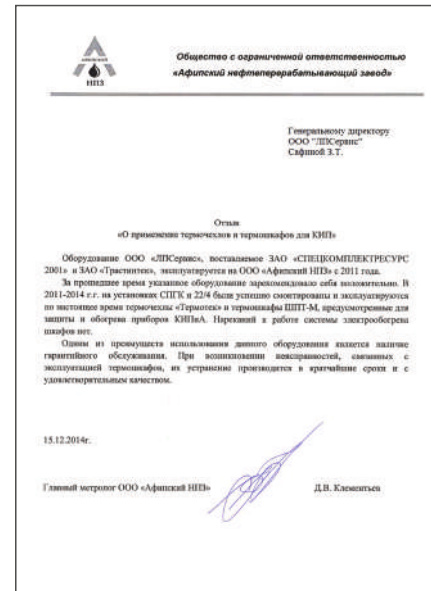 АФИПСКИЙ
НПЗ
Общество с ограниченной ответственностью
«Афипский нефтеперерабатывающий завод»
Генеральному директору
ООО "ЛПСервис"
Сафиной З.Т.
Отзыв
«О применение термочехлов и термошкафов для КИП»
Оборудование ООО «ЛПСервис», поставляемое ЗАО «СПЕЦКОМПЛЕКТРЕСУРС
2001» и ЗАО «Трастинтек», эксплуатируется на ООО «Афипский НПЗ» с 2011 года.
За прошедшее время указанное оборудование зарекомендовало себя положительно. В
2011-2014 г.г. на установках СПГК и 22/4 были успешно смонтированы и эксплуатируются
по настоящее время термочехлы «Термотек» и термошкафы ШПТ-М, предусмотренные для
защиты и обогрева приборов КИПиА. Нареканий к работе системы электрообогрева
шкафов нет.
Одним из преимуществ использования данного оборудования является наличие
гарантийного обслуживания. При возникновении неисправностей, связанных с
эксплуатацией термошкафов, их устранение производится в кратчайшие сроки и с
удовлетворительным качеством.
15.12.2014г.
Главный метролог ООО «Афипский НПЗ»
Д.В. Клементьев